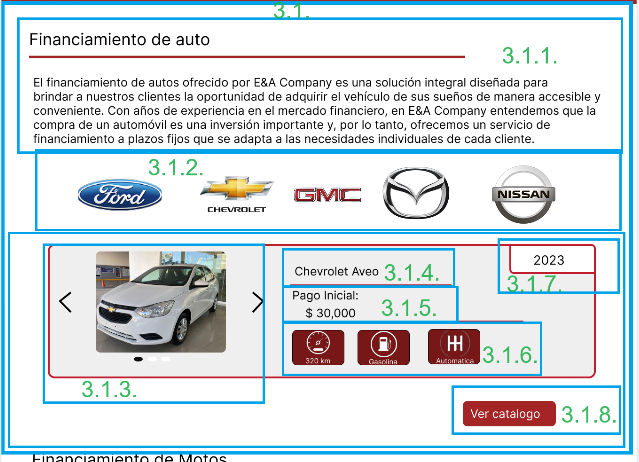 3.1.
Financiamiento de auto
3.1.1.
El financiamiento de autos ofrecido por E&A Company es una solución integral diseñada para
brindar a nuestros clientes la oportunidad de adquirir el vehículo de sus sueños de manera accesible y
conveniente. Con años de experiencia en el mercado financiero, en E&A Company entendemos que la
compra de un automóvil es una inversión importante y, por lo tanto, ofrecemos un servicio de
financiamiento a plazos fijos que se adapta a las necesidades individuales de cada cliente.
3.1.2.
Ford
CHEVROLET
GMC
NISSAN
2023
3.1.7.
Chevrolet Aveo
3.1.4.
Pago Inicial:
$ 30,000
3.1.5.
320 km
Gasolina
Automatica
3.1.6.
3.1.3.
Ver catalogo
3.1.8.
Financiamiento de Motos